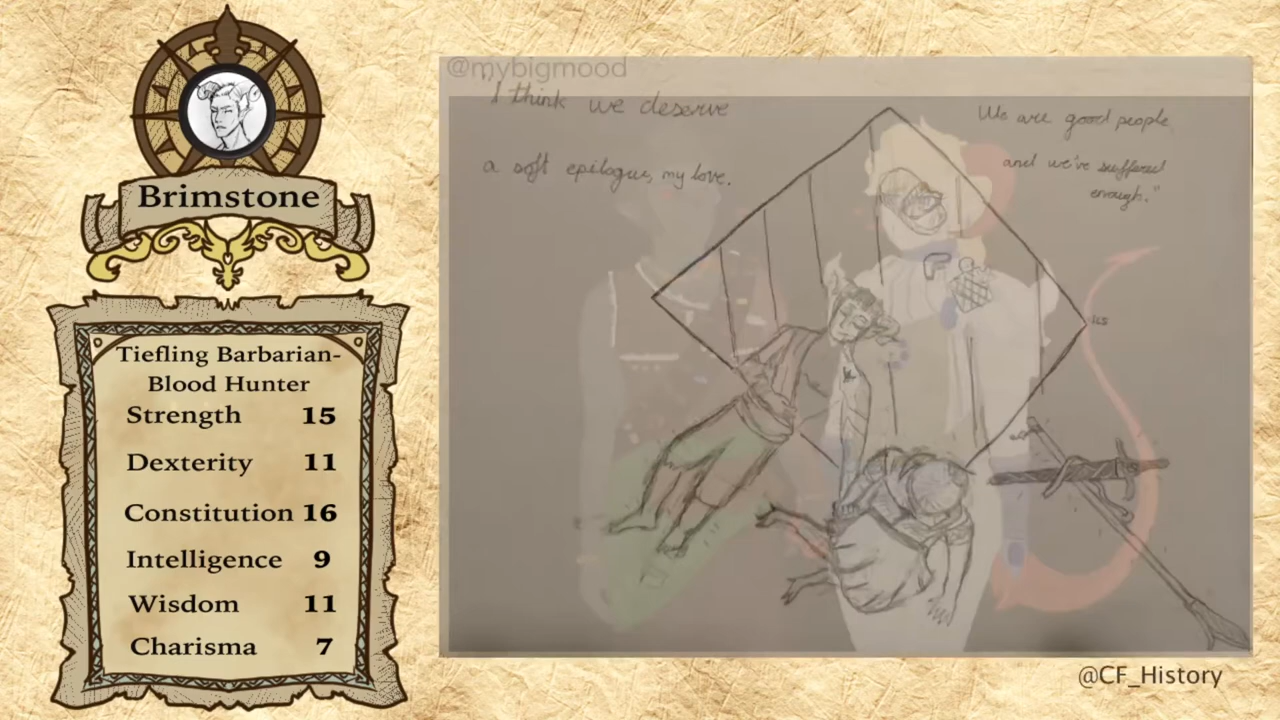 Brimstone
Tiefling Barbarian-
Blood Hunter
Strength 15
Dexterity 11
Constitution 16
Intelligence 9
Wisdom 11
Charisma 7
@mybigmood
"I think we deserve
a soft epilogue, my love.
We are good people
and we've suffered
enough."
@CF_History